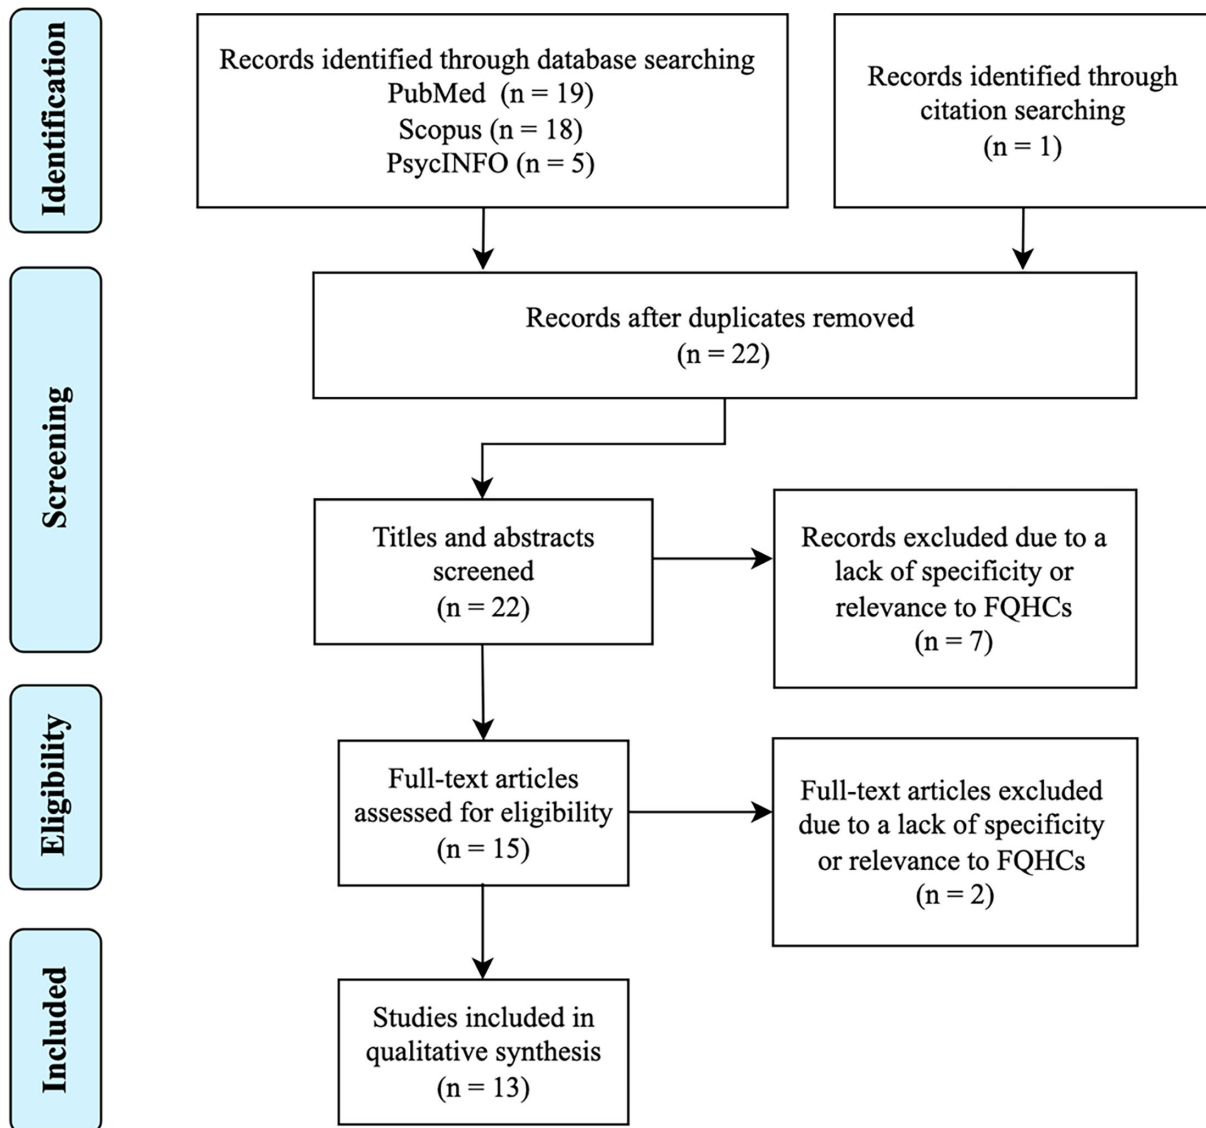 Identification
Records identified through database searching
PubMed (n = 19)
Scopus (n = 18)
PsycINFO (n = 5)
Records identified through
citation searching
(n = 1)
Screening
Records after duplicates removed
(n = 22)
Titles and abstracts
screened
(n = 22)
Records excluded due to a
lack of specificity or
relevance to FQHCs
(n = 7)
Eligibility
Full-text articles
assessed for eligibility
(n = 15)
Full-text articles excluded
due to a lack of specificity
or relevance to FQHCs
(n = 2)
Included
Studies included in
qualitative synthesis
(n = 13)